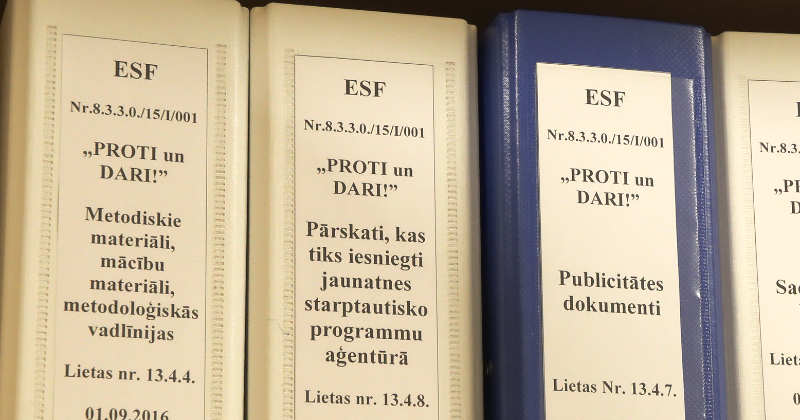 ESF
Nr.8.3.3.0./15/I/001
„PROTI un
DARI!”
Metodiskie
materiāli,
mācību
materiāli,
metodoloģiskās
vadlīnijas
Lietas nr. 13.4.4.
01.09.2016
ESF
Nr.8.3.3.0./15/I/001
„PROTI un
DARI!”
Pārskati, kas
tiks iesniegti
jaunatnes
starptautisko
programmu
aģentūrā
Lietas nr. 13.4.8.
ESF
Nr.8.3.3.0./15/I/001
„PROTI un
DARI!”
Publicitātes
dokumenti
Lietas Nr. 13.4.7.
Nr.8.3